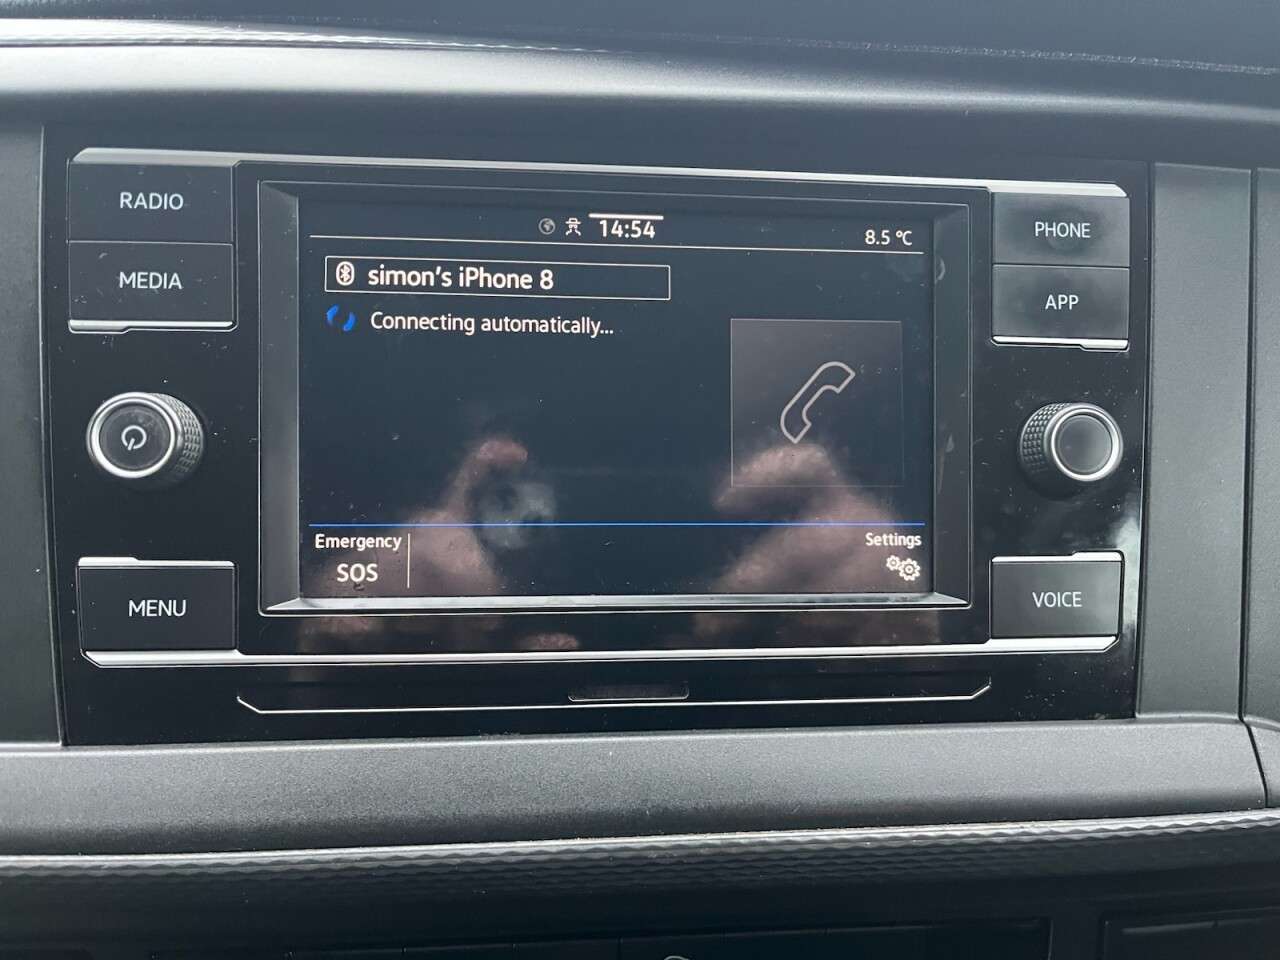 RADIO
MEDIA
MENU
14:54
8.5 °C
simon's iPhone 8
Connecting automatically...
Emergency
SOS
Settings
PHONE
APP
VOICE